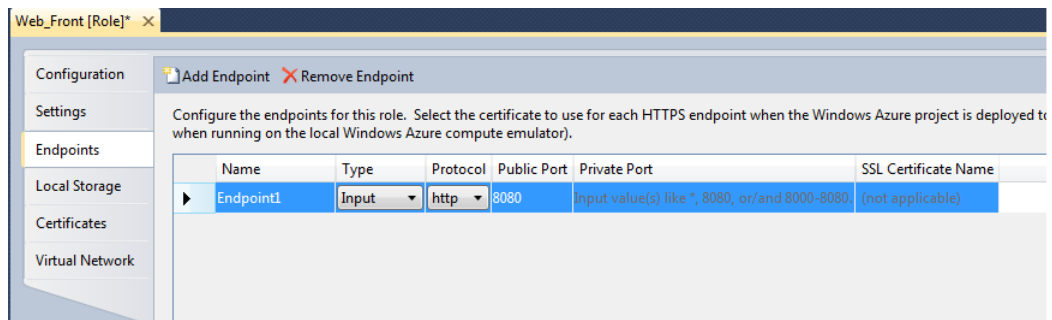 Web_Front [Role]*
Configuration
Add Endpoint Remove Endpoint
Settings
Configure the endpoints for this role. Select the certificate to use for each HTTPS endpoint when the Windows Azure project is deployed to
when running on the local Windows Azure compute emulator).
Endpoints
Name Type Protocol Public Port Private Port SSL Certificate Name
Local Storage
Endpoint1 Input http 8080 Input value(s) like *, 8080, or/and 8000-8080. (not applicable)
Certificates
Virtual Network